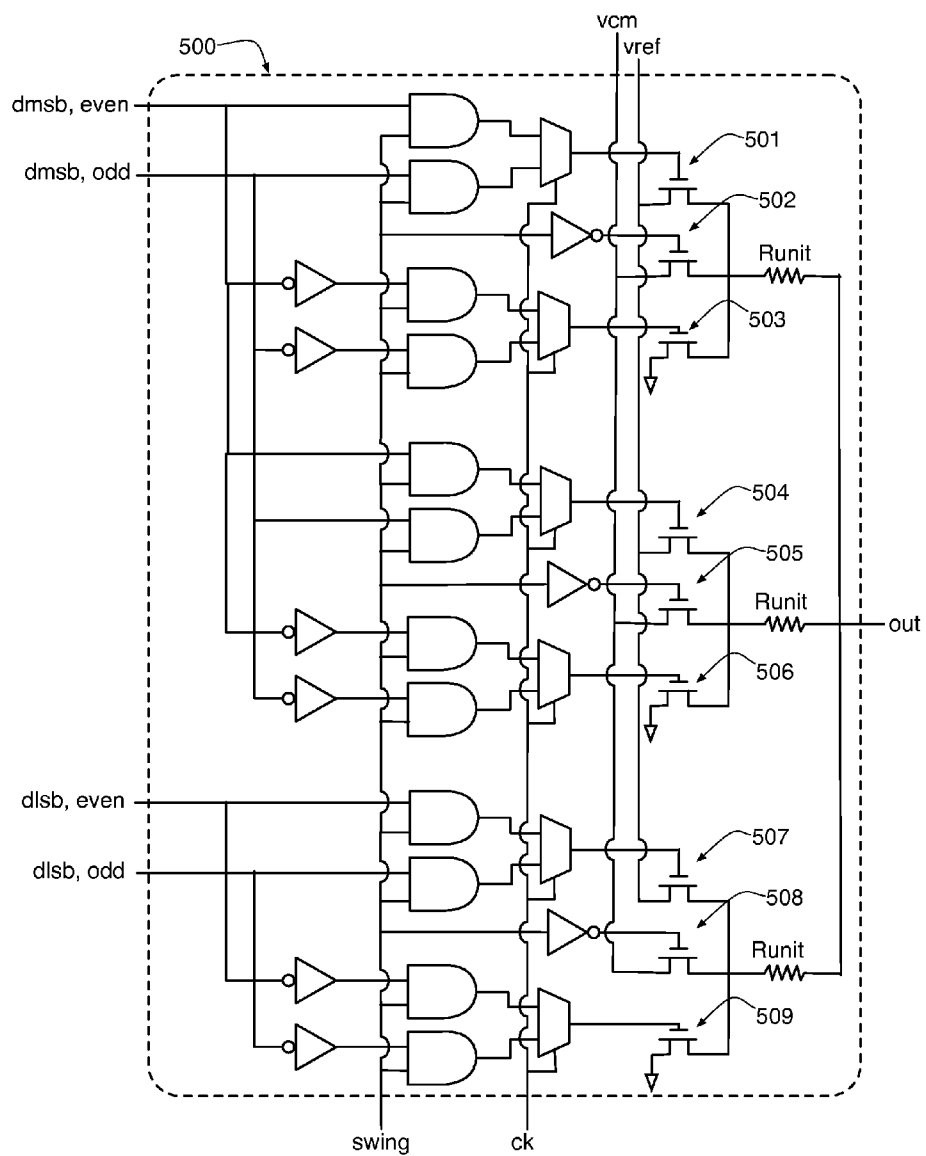 vcm
vref
500
dmsb, even
501
dmsb, odd
502
Runit
503
504
505
Runit
out
506
dlsb, even
507
dlsb, odd
508
Runit
509
swing
ck